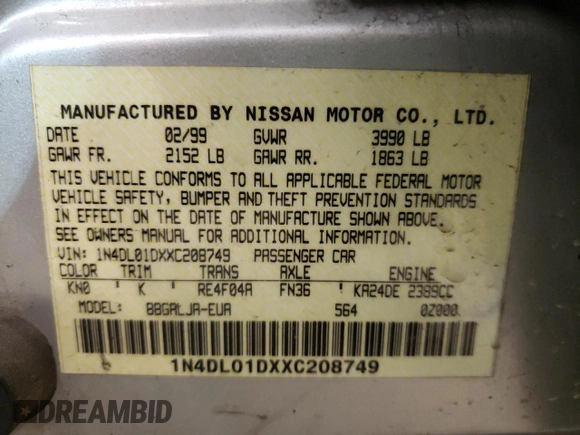 MANUFACTURED BY NISSAN MOTOR CO., LTD.
DATE 02/99 GVWR 3990 LB
GAWR FR. 2152 LB GAWR RR. 1863 LB
THIS VEHICLE CONFORMS TO ALL APPLICABLE FEDERAL MOTOR
VEHICLE SAFETY, BUMPER AND THEFT PREVENTION STANDARDS
IN EFFECT ON THE DATE OF MANUFACTURE SHOWN ABOVE.
SEE OWNERS MANUAL FOR ADDITIONAL INFORMATION.
VIN: 1N4DL01DXXC208749 PASSENGER CAR
COLOR TRIM TRANS AXLE ENGINE
KN0 K RE4F04A FN36 KA24DE 2389CC
MODEL: BBGALJA-EUA 564 0Z000
1N4DL01DXXC208749
DREAMBID